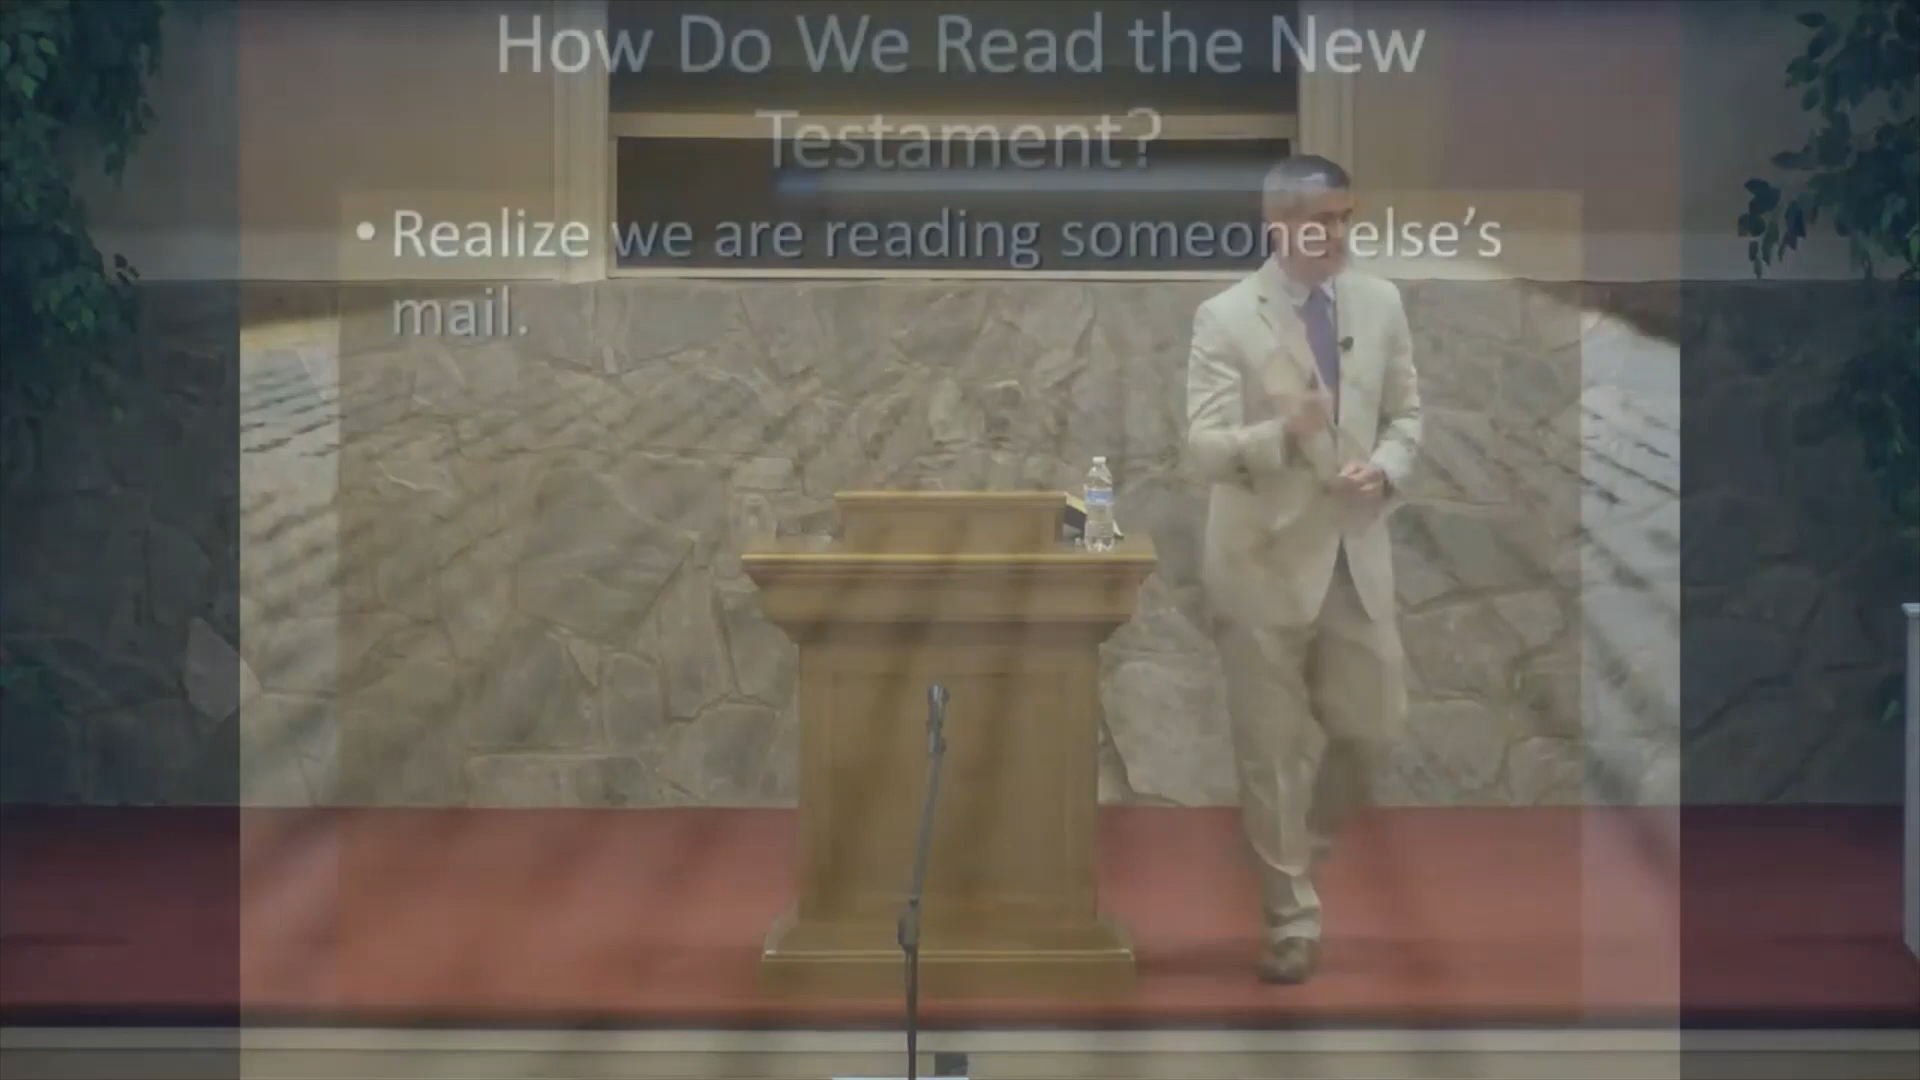 How Do We Read the New
Testament?
• Realize we are reading someone else's
mail.